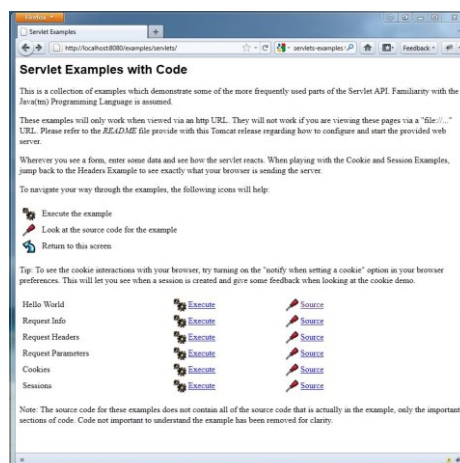 Firefox
Servlet Examples
http://localhost:8080/examples/servlets/
servlets-examples
Feedback
Servlet Examples with Code
This is a collection of examples which demonstrate some of the more frequently used parts of the Servlet API. Familiarity with the
Java(tm) Programming Language is assumed.
These examples will only work when viewed via an http URL. They will not work if you are viewing these pages via a "file://..."
URL. Please refer to the README file provide with this Tomcat release regarding how to configure and start the provided web
server.
Wherever you see a form, enter some data and see how the servlet reacts. When playing with the Cookie and Session Examples,
jump back to the Headers Example to see exactly what your browser is sending the server.
To navigate your way through the examples, the following icons will help:
Execute the example
Look at the source code for the example
Return to this screen
Tip: To see the cookie interactions with your browser, try turning on the "notify when setting a cookie" option in your browser
preferences. This will let you see when a session is created and give some feedback when looking at the cookie demo.
Hello World Execute Source
Request Info Execute Source
Request Headers Execute Source
Request Parameters Execute Source
Cookies Execute Source
Sessions Execute Source
Note: The source code for these examples does not contain all of the source code that is actually in the example, only the important
sections of code. Code not important to understand the example has been removed for clarity.